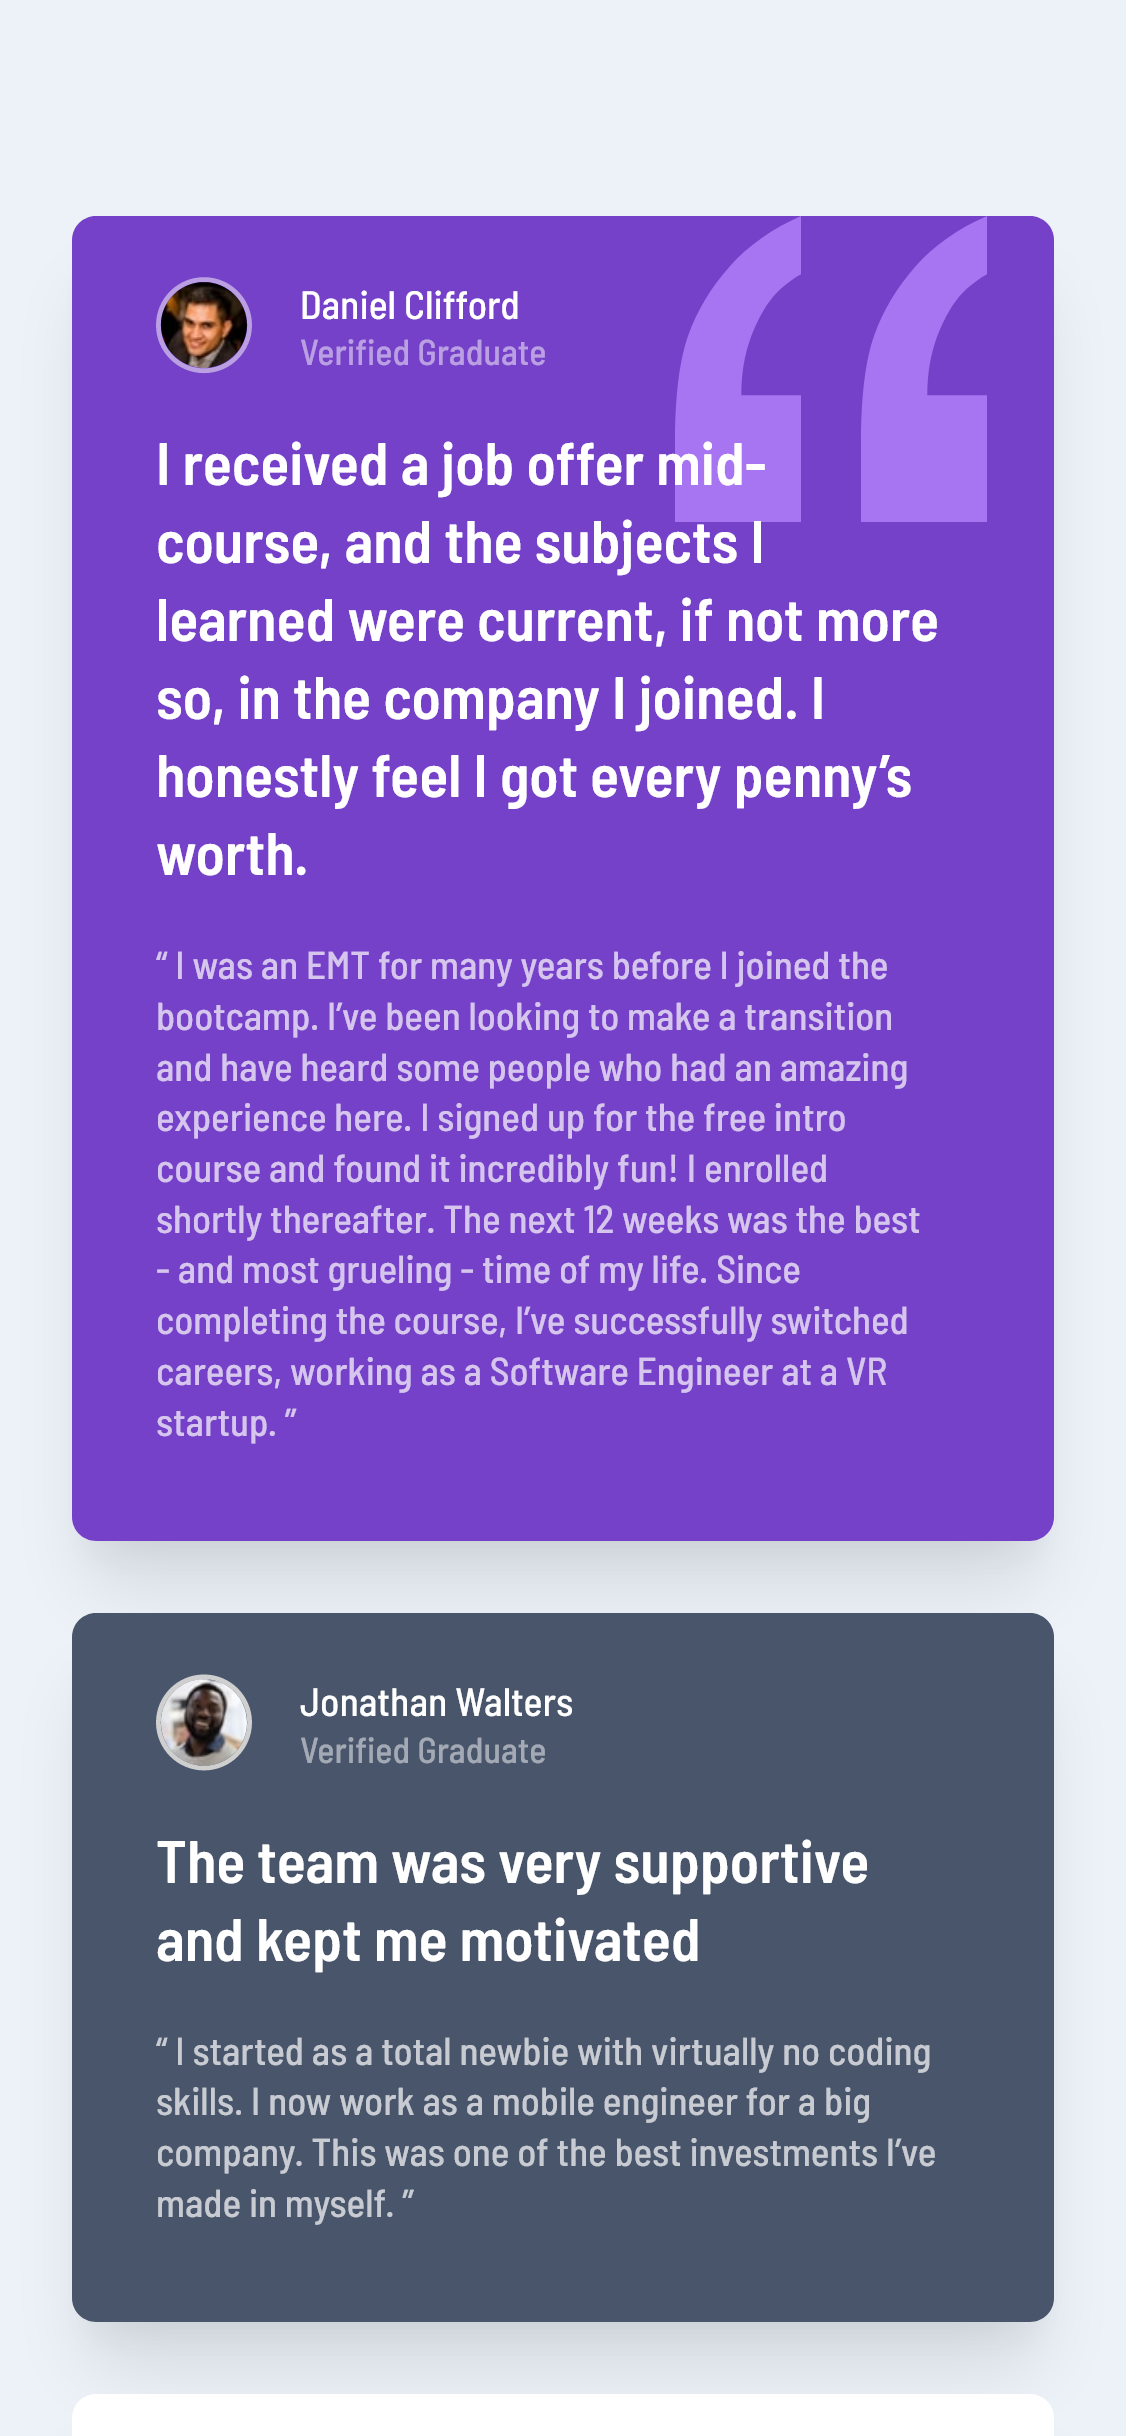 Daniel Clifford
Verified Graduate
I received a job offer mid-
course, and the subjects I
learned were current, if not more
so, in the company I joined. I
honestly feel I got every penny’s
worth.
“ I was an EMT for many years before I joined the
bootcamp. I’ve been looking to make a transition
and have heard some people who had an amazing
experience here. I signed up for the free intro
course and found it incredibly fun! I enrolled
shortly thereafter. The next 12 weeks was the best
- and most grueling - time of my life. Since
completing the course, I’ve successfully switched
careers, working as a Software Engineer at a VR
startup. ”
Jonathan Walters
Verified Graduate
The team was very supportive
and kept me motivated
“ I started as a total newbie with virtually no coding
skills. I now work as a mobile engineer for a big
company. This was one of the best investments I’ve
made in myself. ”